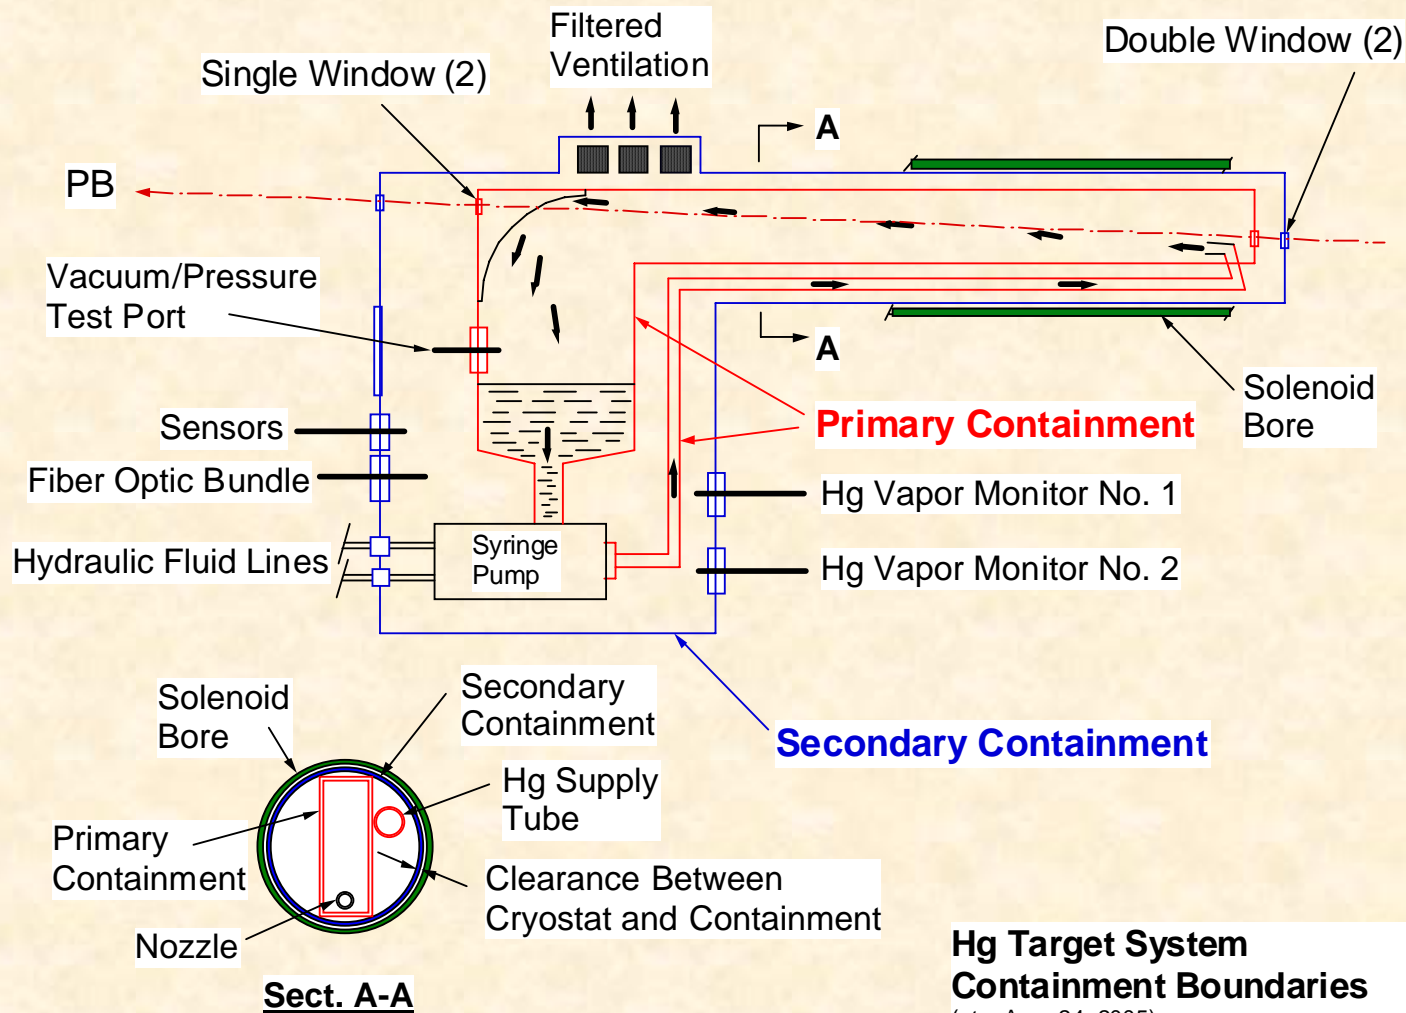 Filtered
Ventilation
Double Window (2)
Single Window (2)
A
PB
Vacuum/Pressure
Test Port
A
Solenoid
Bore
Primary Containment
Sensors
Fiber Optic Bundle
Hg Vapor Monitor No. 1
Hydraulic Fluid Lines
Syringe
Pump
Hg Vapor Monitor No. 2
Solenoid
Bore
Secondary
Containment
Secondary Containment
Hg Supply
Tube
Primary
Containment
Clearance Between
Cryostat and Containment
Nozzle
Sect. A-A
Hg Target System
Containment Boundaries